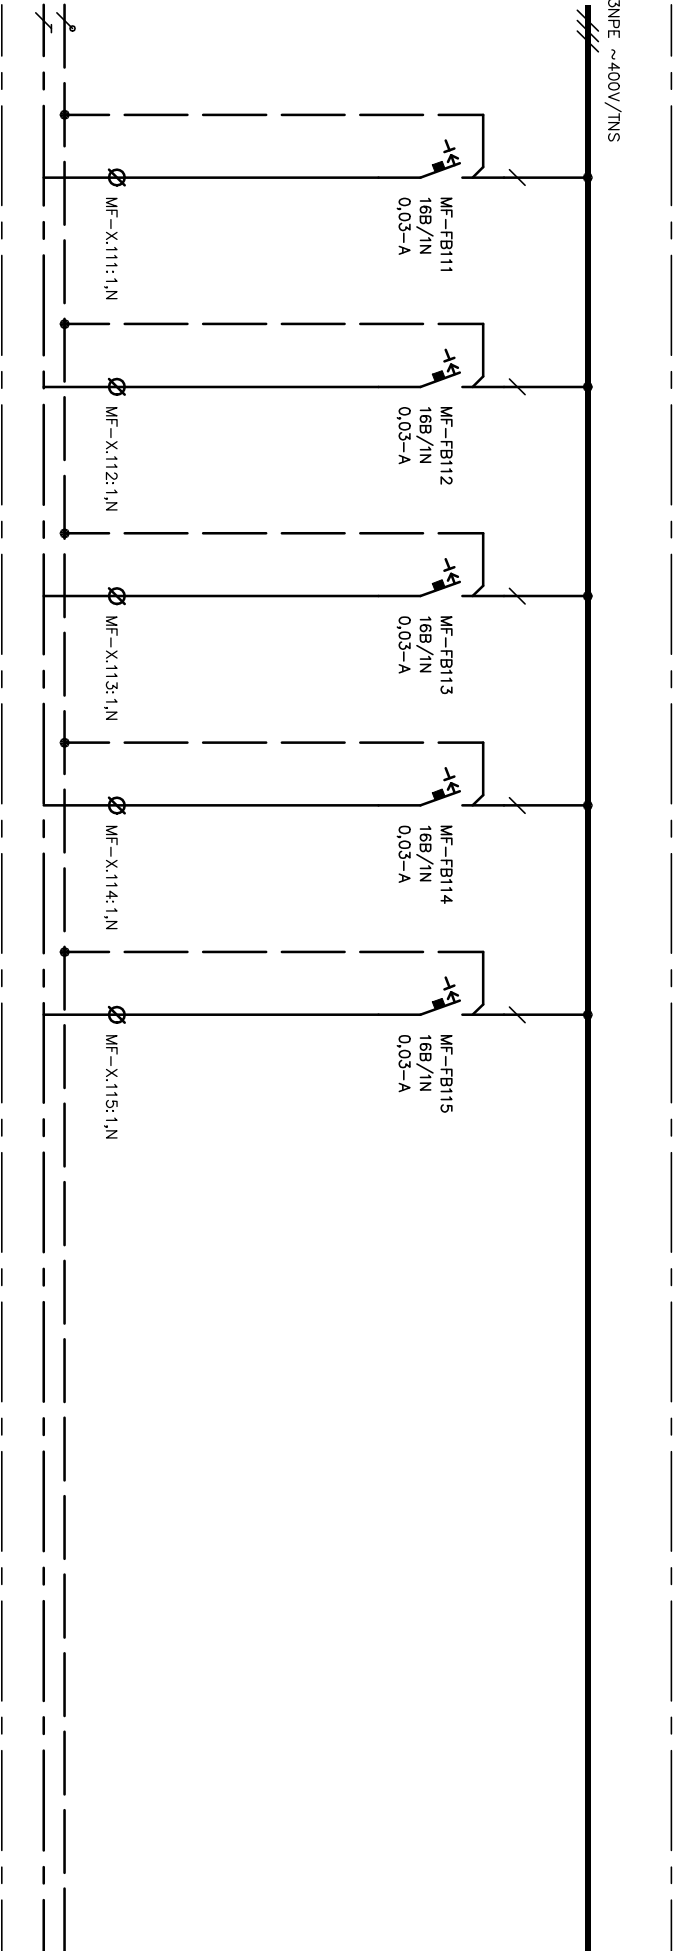 3NPE ~400V/TNS
MF-FB111
16B/1N
0,03-A
MF-X.111:1,N
MF-FB112
16B/1N
0,03-A
MF-X.112:1,N
MF-FB113
16B/1N
0,03-A
MF-X.113:1,N
MF-FB114
16B/1N
0,03-A
MF-X.114:1,N
MF-FB115
16B/1N
0,03-A
MF-X.115:1,N